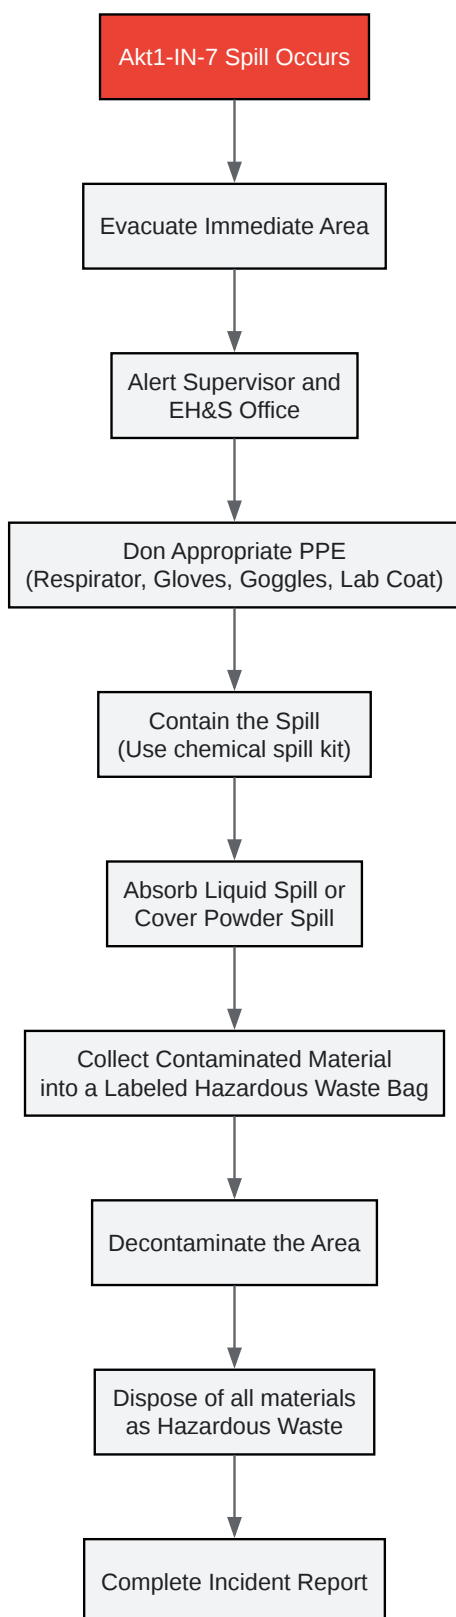 Akt1-IN-7 Spill Occurs
Evacuate Immediate Area
Alert Supervisor and
EH&S Office
Don Appropriate PPE
(Respirator, Gloves, Goggles, Lab Coat)
Contain the Spill
(Use chemical spill kit)
Absorb Liquid Spill or
Cover Powder Spill
Collect Contaminated Material
into a Labeled Hazardous Waste Bag
Decontaminate the Area
Dispose of all materials
as Hazardous Waste
Complete Incident Report